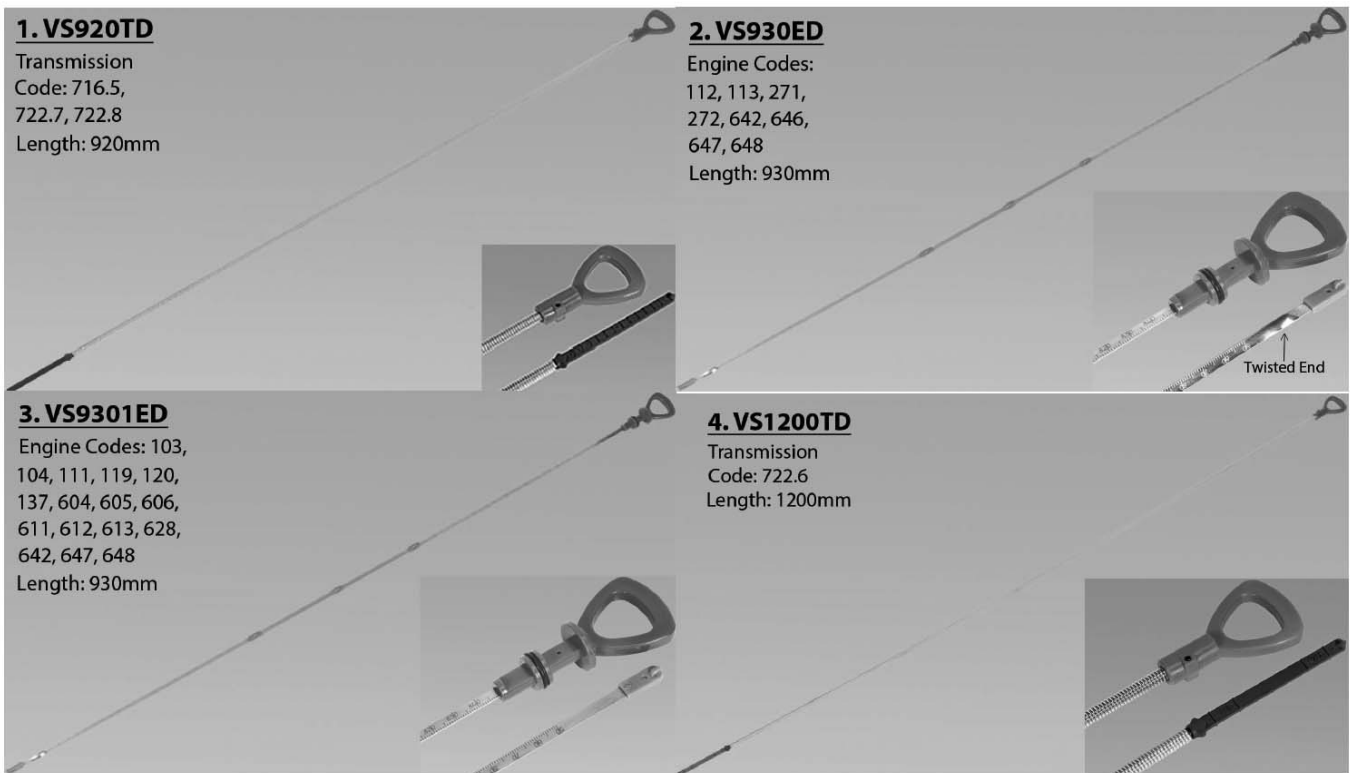 1. VS920TD
Transmission
Code: 716.5,
722.7, 722.8
Length: 920mm
2. VS930ED
Engine Codes:
112, 113, 271,
272, 642, 646,
647, 648
Length: 930mm
Twisted End
3. VS9301ED
Engine Codes: 103,
104, 111, 119, 120,
137, 604, 605, 606,
611, 612, 613, 628,
642, 647, 648
Length: 930mm
4. VS1200TD
Transmission
Code: 722.6
Length: 1200mm